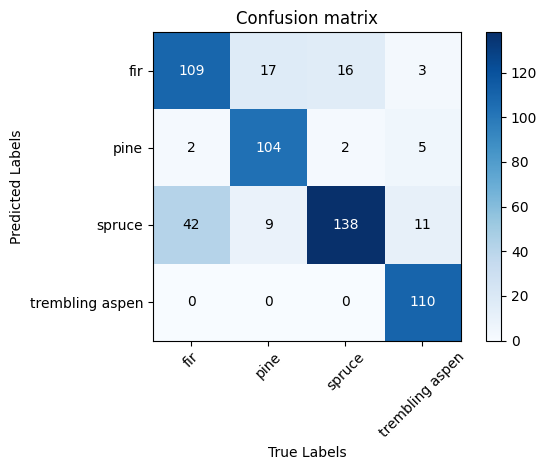 Confusion matrix
Predicted Labels
fir 109 17 16 3
pine 2 104 2 5
spruce 42 9 138 11
trembling aspen 0 0 0 110
fir pine spruce trembling aspen
True Labels
120
100
80
60
40
20
0